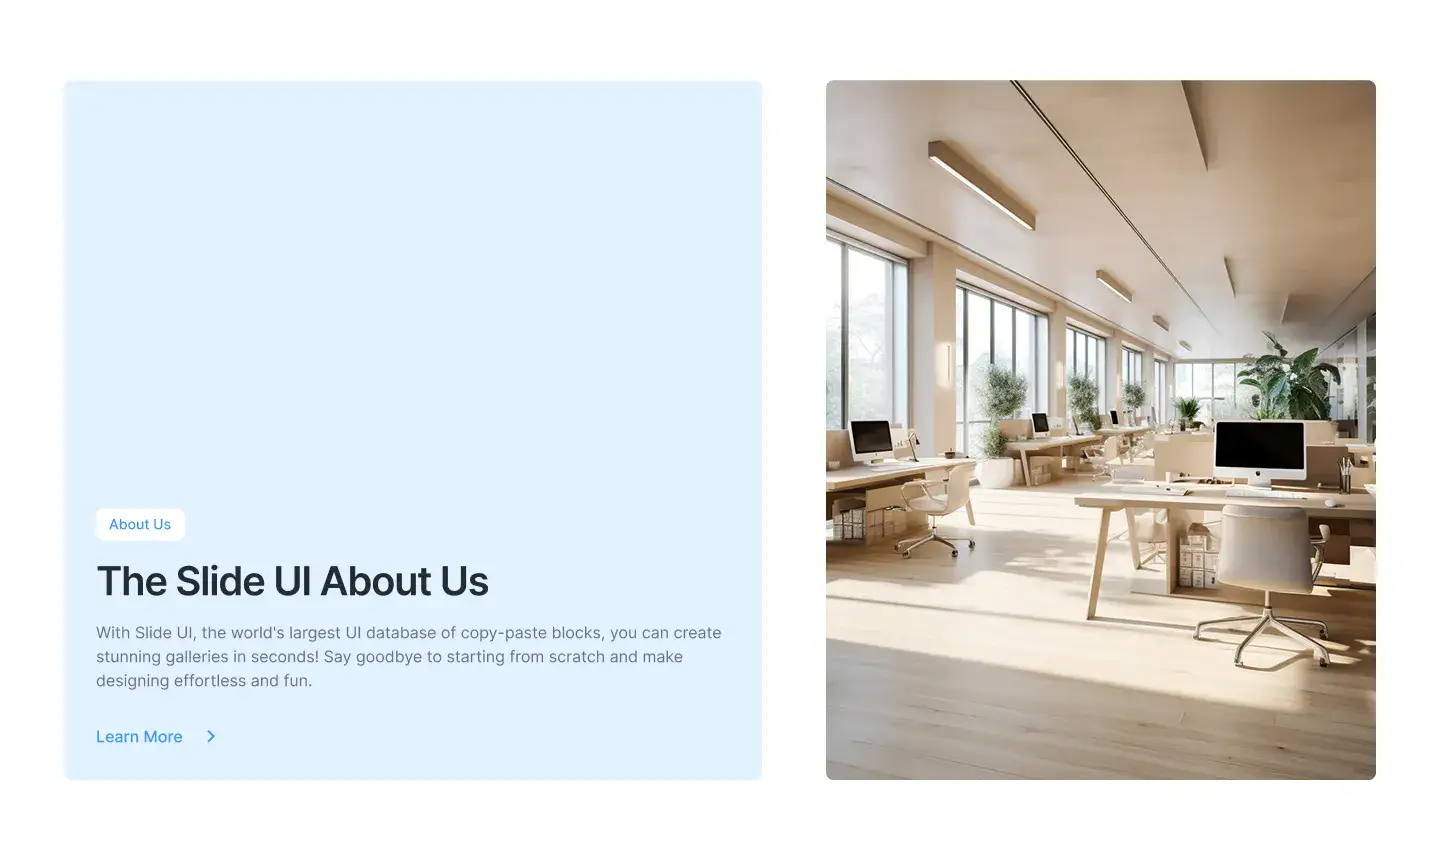 About Us
The Slide UI About Us
With Slide UI, the world's largest UI database of copy-paste blocks, you can create
stunning galleries in seconds! Say goodbye to starting from scratch and make
designing effortless and fun.
Learn More